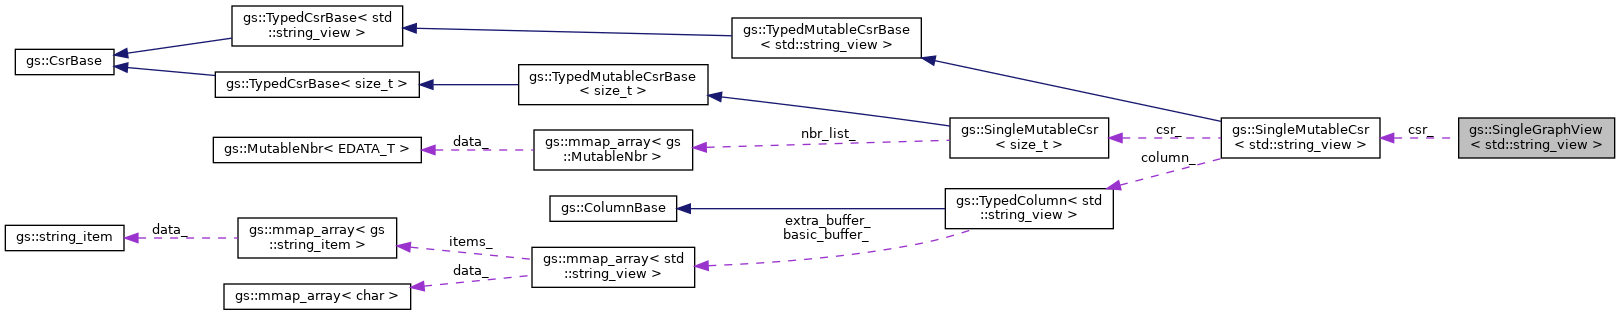 gs::TypedCsrBase< std
::string_view >
gs::TypedMutableCsrBase
< std::string_view >
gs::CsrBase
gs::TypedCsrBase< size_t >
gs::TypedMutableCsrBase
< size_t >
gs::MutableNbr< EDATA_T >
data_
gs::mmap_array< gs
::MutableNbr >
nbr_list_
gs::SingleMutableCsr
< size_t >
csr_
gs::SingleMutableCsr
< std::string_view >
csr_
gs::SingleGraphView
< std::string_view >
column_
gs::ColumnBase
gs::TypedColumn< std
::string_view >
extra_buffer_
basic_buffer_
gs::string_item
data_
gs::mmap_array< gs
::string_item >
items_
data_
gs::mmap_array< std
::string_view >
gs::mmap_array< char >